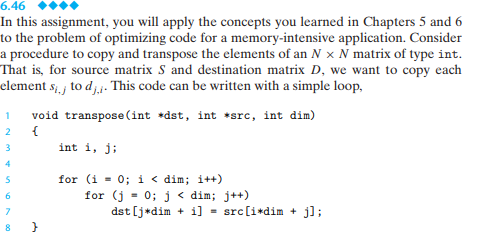 6.46 ◆◆◆◆
In this assignment, you will apply the concepts you learned in Chapters 5 and 6
to the problem of optimizing code for a memory-intensive application. Consider
a procedure to copy and transpose the elements of an N × N matrix of type int.
That is, for source matrix S and destination matrix D, we want to copy each
element s_{i,j} to d_{j,i}. This code can be written with a simple loop,
1 void transpose(int *dst, int *src, int dim)
2 {
3     int i, j;
4
5     for (i = 0; i < dim; i++)
6         for (j = 0; j < dim; j++)
7             dst[j*dim + i] = src[i*dim + j];
8 }